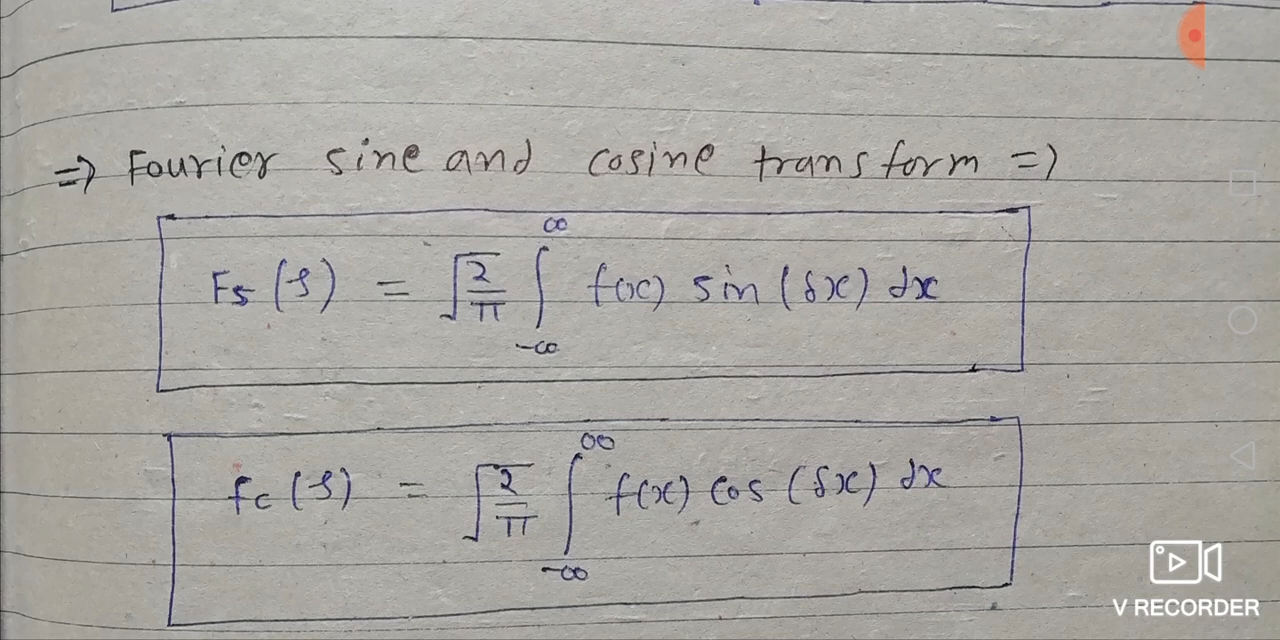 => Fourier sine and cosine transform =>
Fs (s) = √2/π ∫_{-∞}^{∞} f(x) sin (sx) dx
fc (s) = √2/π ∫_{-∞}^{∞} f(x) cos (sx) dx
V RECORDER